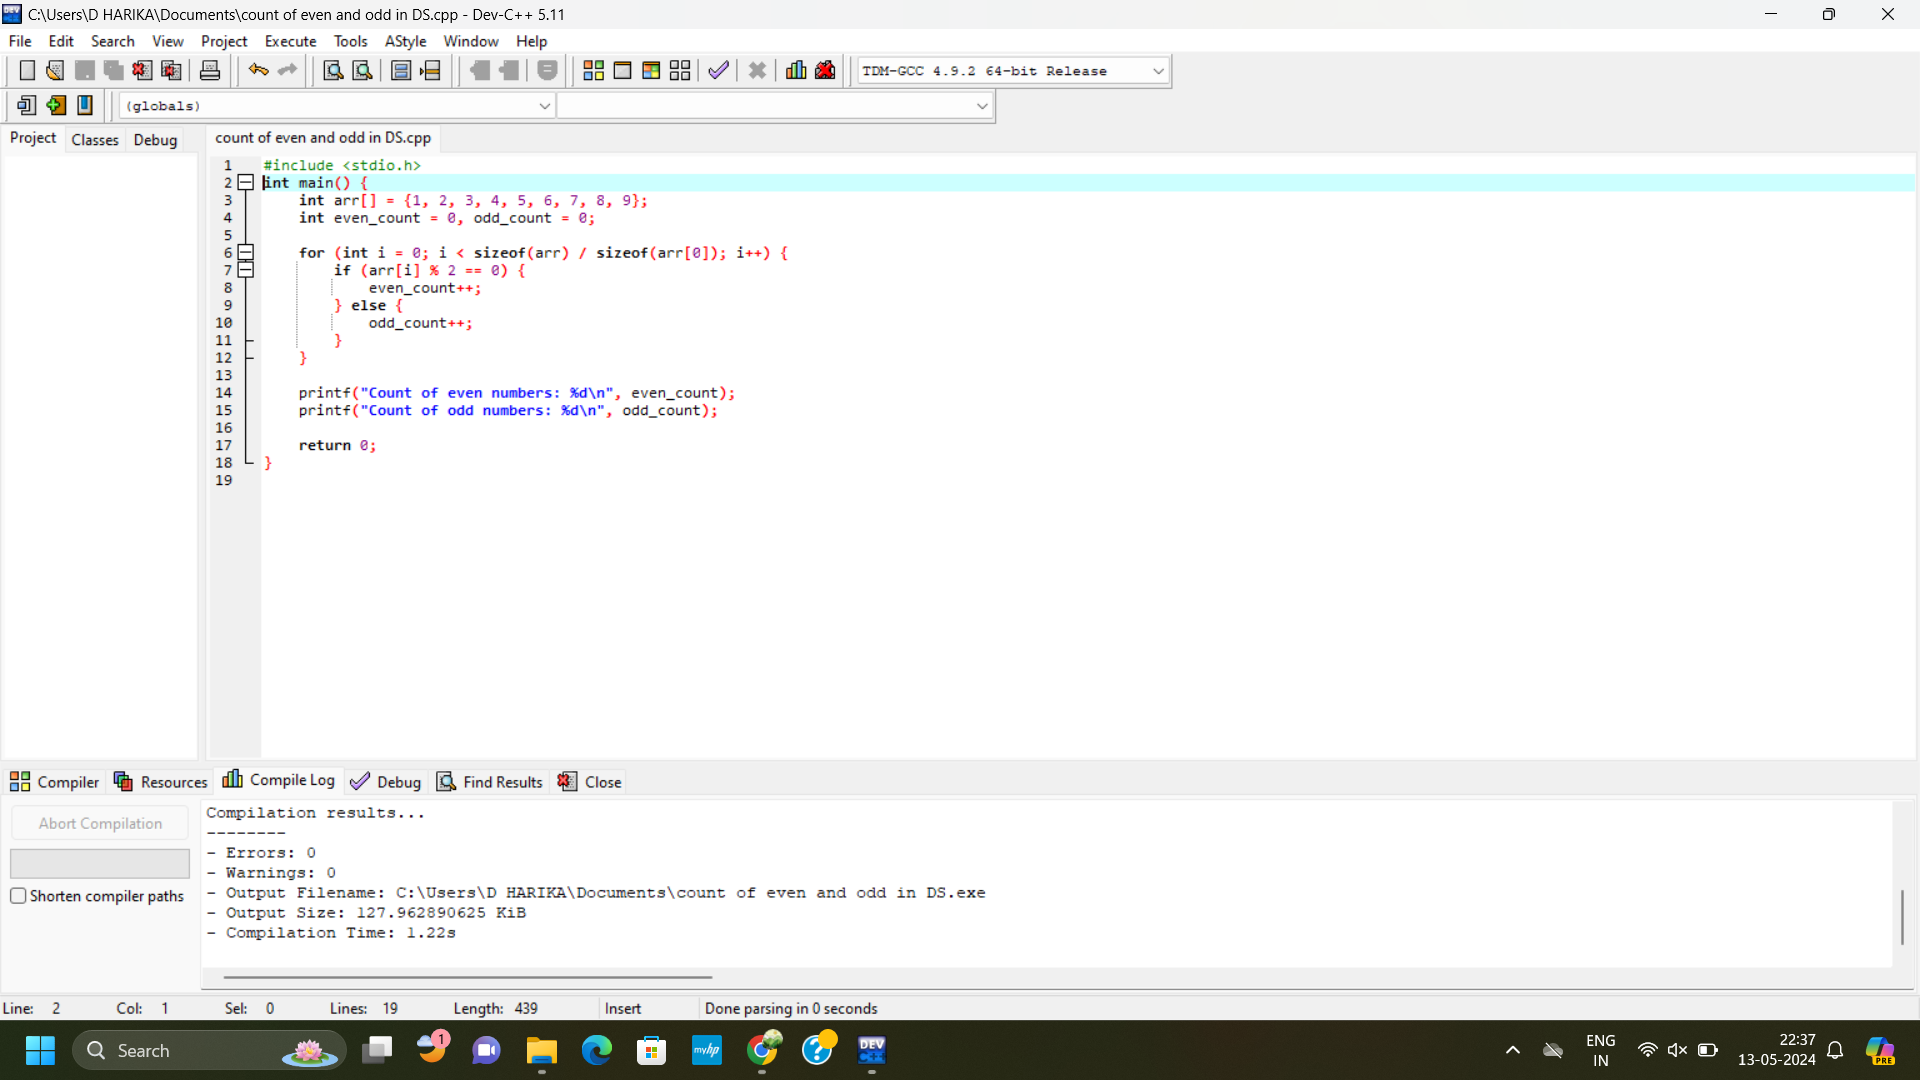 C:\Users\D HARIKA\Documents\count of even and odd in DS.cpp - Dev-C++ 5.11
File Edit Search View Project Execute Tools AStyle Window Help
TDM-GCC 4.9.2 64-bit Release
(globals)
Project Classes Debug count of even and odd in DS.cpp
1 #include <stdio.h>
2 int main() {
3     int arr[] = {1, 2, 3, 4, 5, 6, 7, 8, 9};
4     int even_count = 0, odd_count = 0;
5
6     for (int i = 0; i < sizeof(arr) / sizeof(arr[0]); i++) {
7         if (arr[i] % 2 == 0) {
8             even_count++;
9         } else {
10             odd_count++;
11         }
12     }
13
14     printf("Count of even numbers: %d\n", even_count);
15     printf("Count of odd numbers: %d\n", odd_count);
16
17     return 0;
18 }
19
Compiler Resources Compile Log Debug Find Results Close
Abort Compilation
Shorten compiler paths
Compilation results...
--------
- Errors: 0
- Warnings: 0
- Output Filename: C:\Users\D HARIKA\Documents\count of even and odd in DS.exe
- Output Size: 127.962890625 KiB
- Compilation Time: 1.22s
Line: 2 Col: 1 Sel: 0 Lines: 19 Length: 439 Insert Done parsing in 0 seconds
Search 1 myhp DEV C++ ENG IN 22:37 13-05-2024 PRE